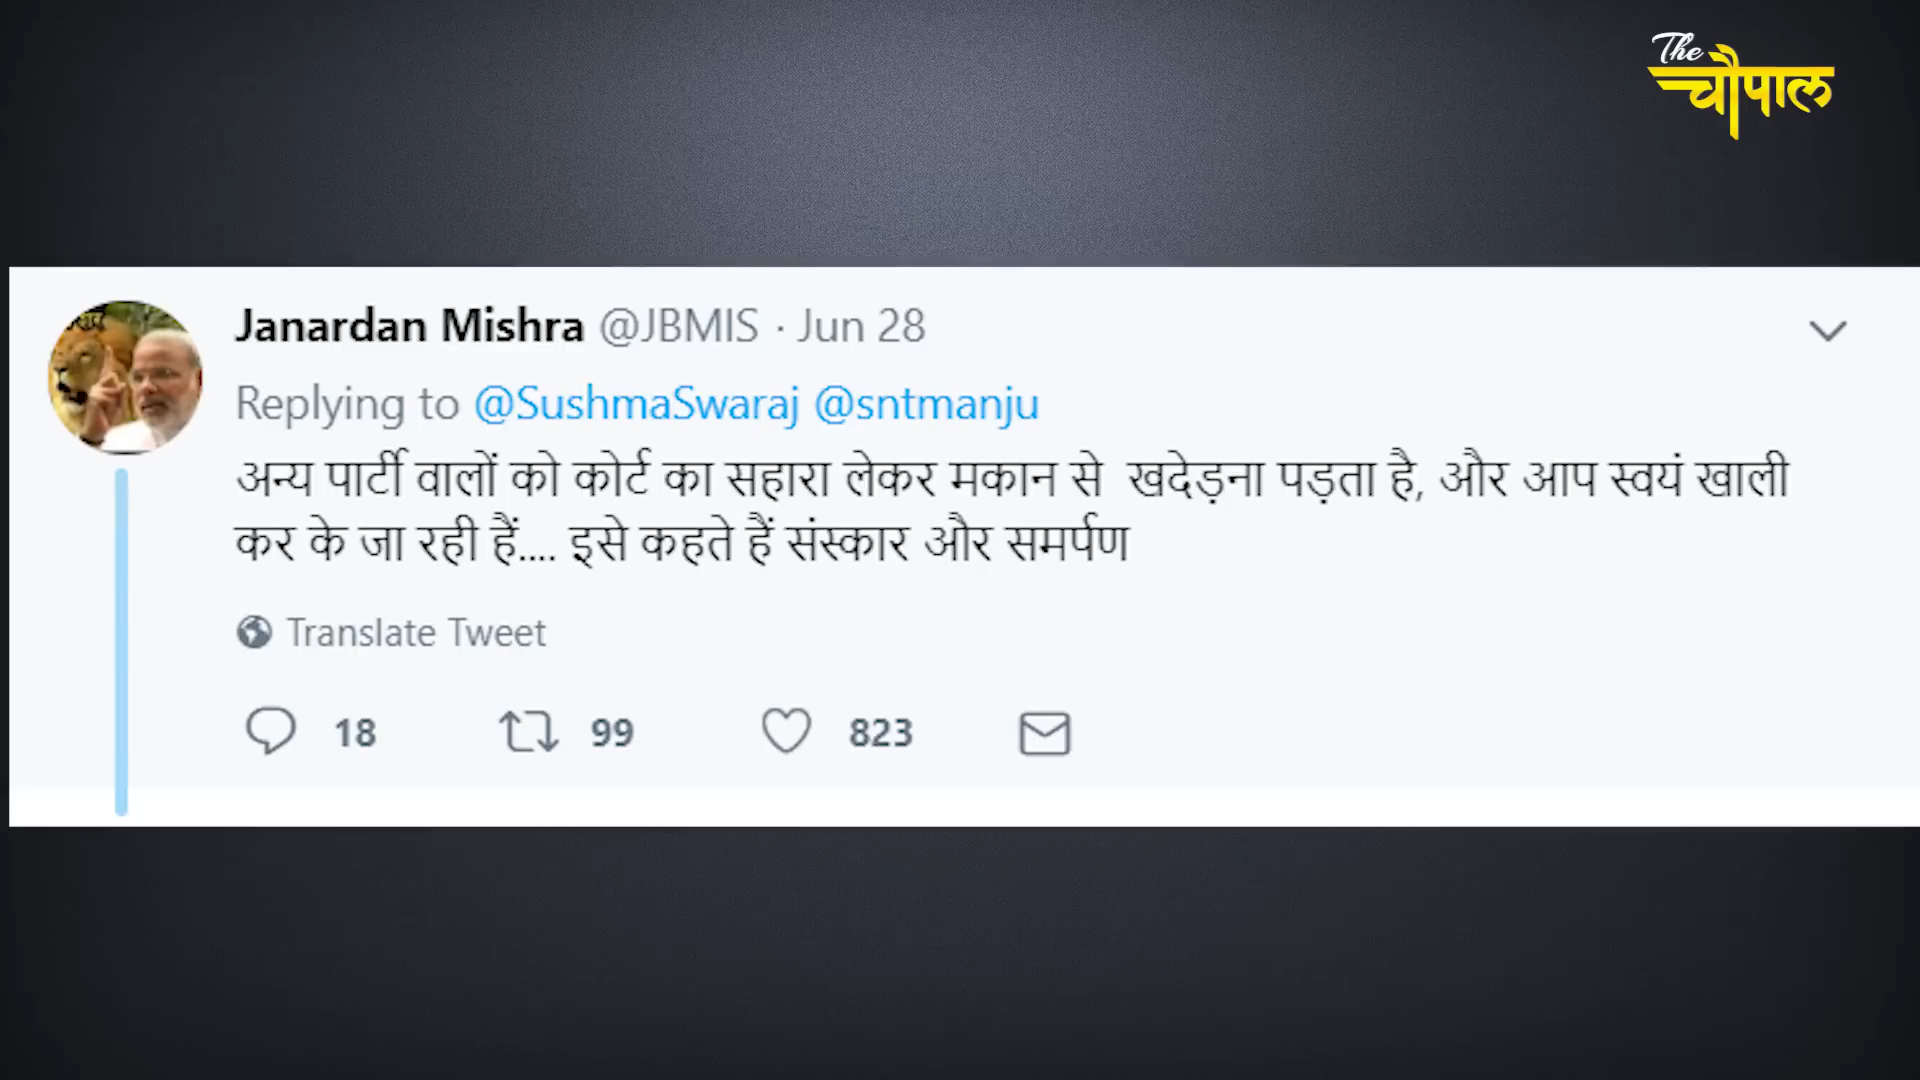 The
चौपाल
Janardan Mishra @JBMIS · Jun 28
Replying to @SushmaSwaraj @sntmanju
अन्य पार्टी वालों को कोर्ट का सहारा लेकर मकान से खदेड़ना पड़ता है, और आप स्वयं खाली
कर के जा रही हैं.... इसे कहते हैं संस्कार और समर्पण
Translate Tweet
18 99 823